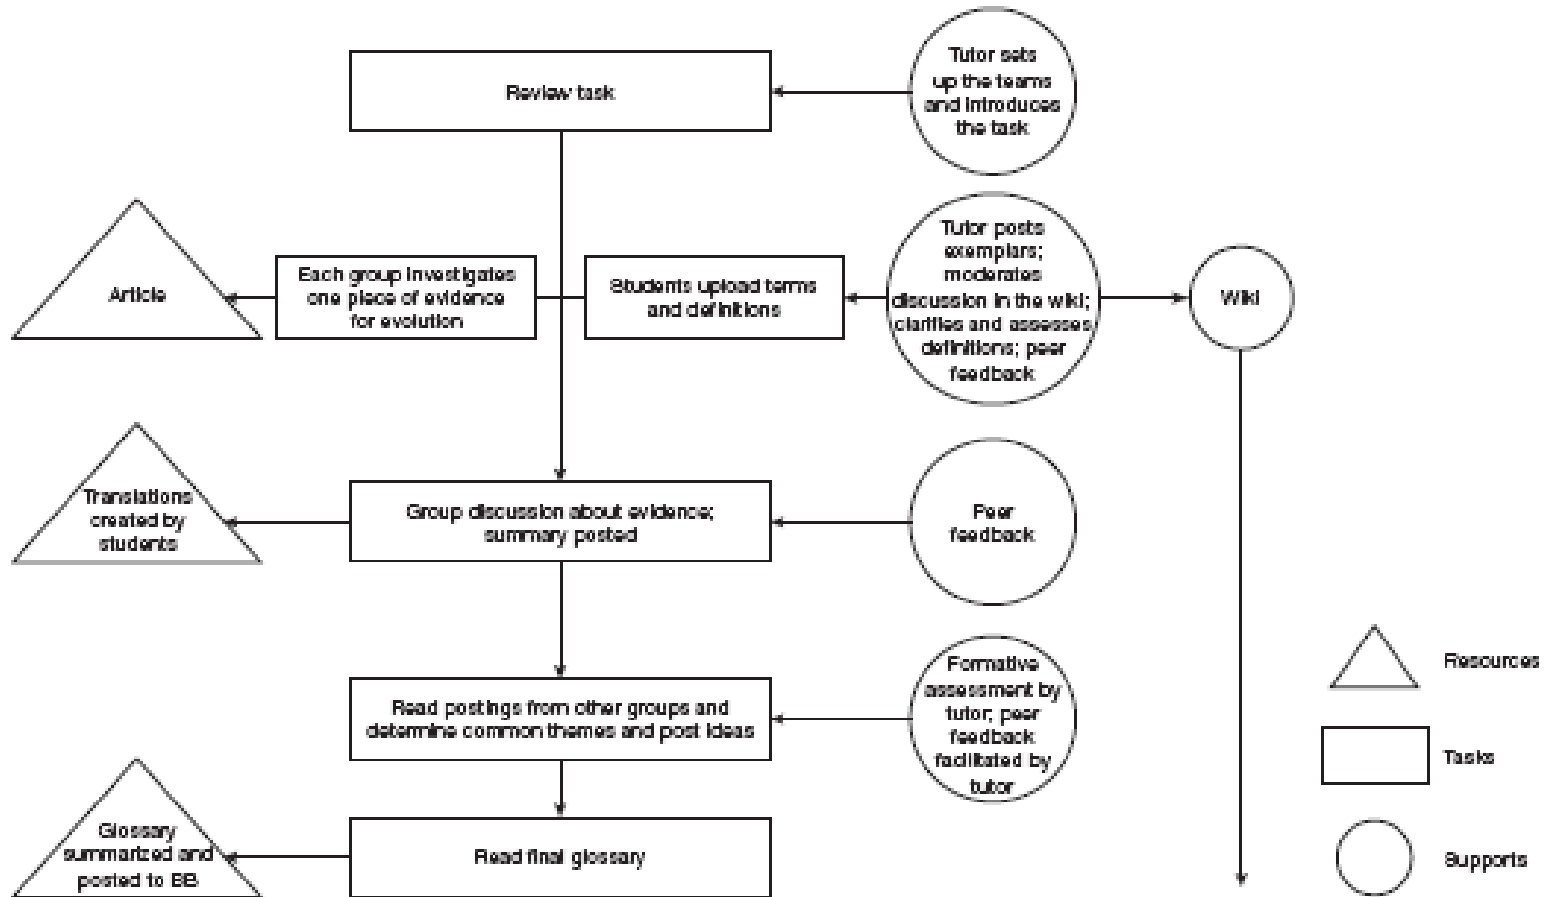 Tutor sets
up the teams
and introduces
the task
Review task
Article
Each group investigates
one piece of evidence
for evolution
Students upload terms
and definitions
Tutor posts
exemplars;
moderates
discussion in the wiki;
clarifies and assesses
definitions; peer
feedback
Wiki
Translations
created by
students
Group discussion about evidence;
summary posted
Peer
feedback
Read postings from other groups and
determine common themes and post ideas
Formative
assessment by
tutor; peer
feedback
facilitated by
tutor
Glossary
summarized and
posted to BB
Read final glossary
Resources
Tasks
Supports